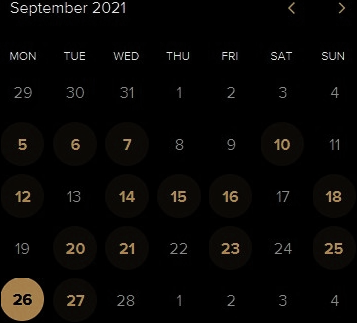 September 2021
MON TUE WED THU FRI SAT SUN
29 30 31 1 2 3 4
5 6 7 8 9 10 11
12 13 14 15 16 17 18
19 20 21 22 23 24 25
26 27 28 1 2 3 4